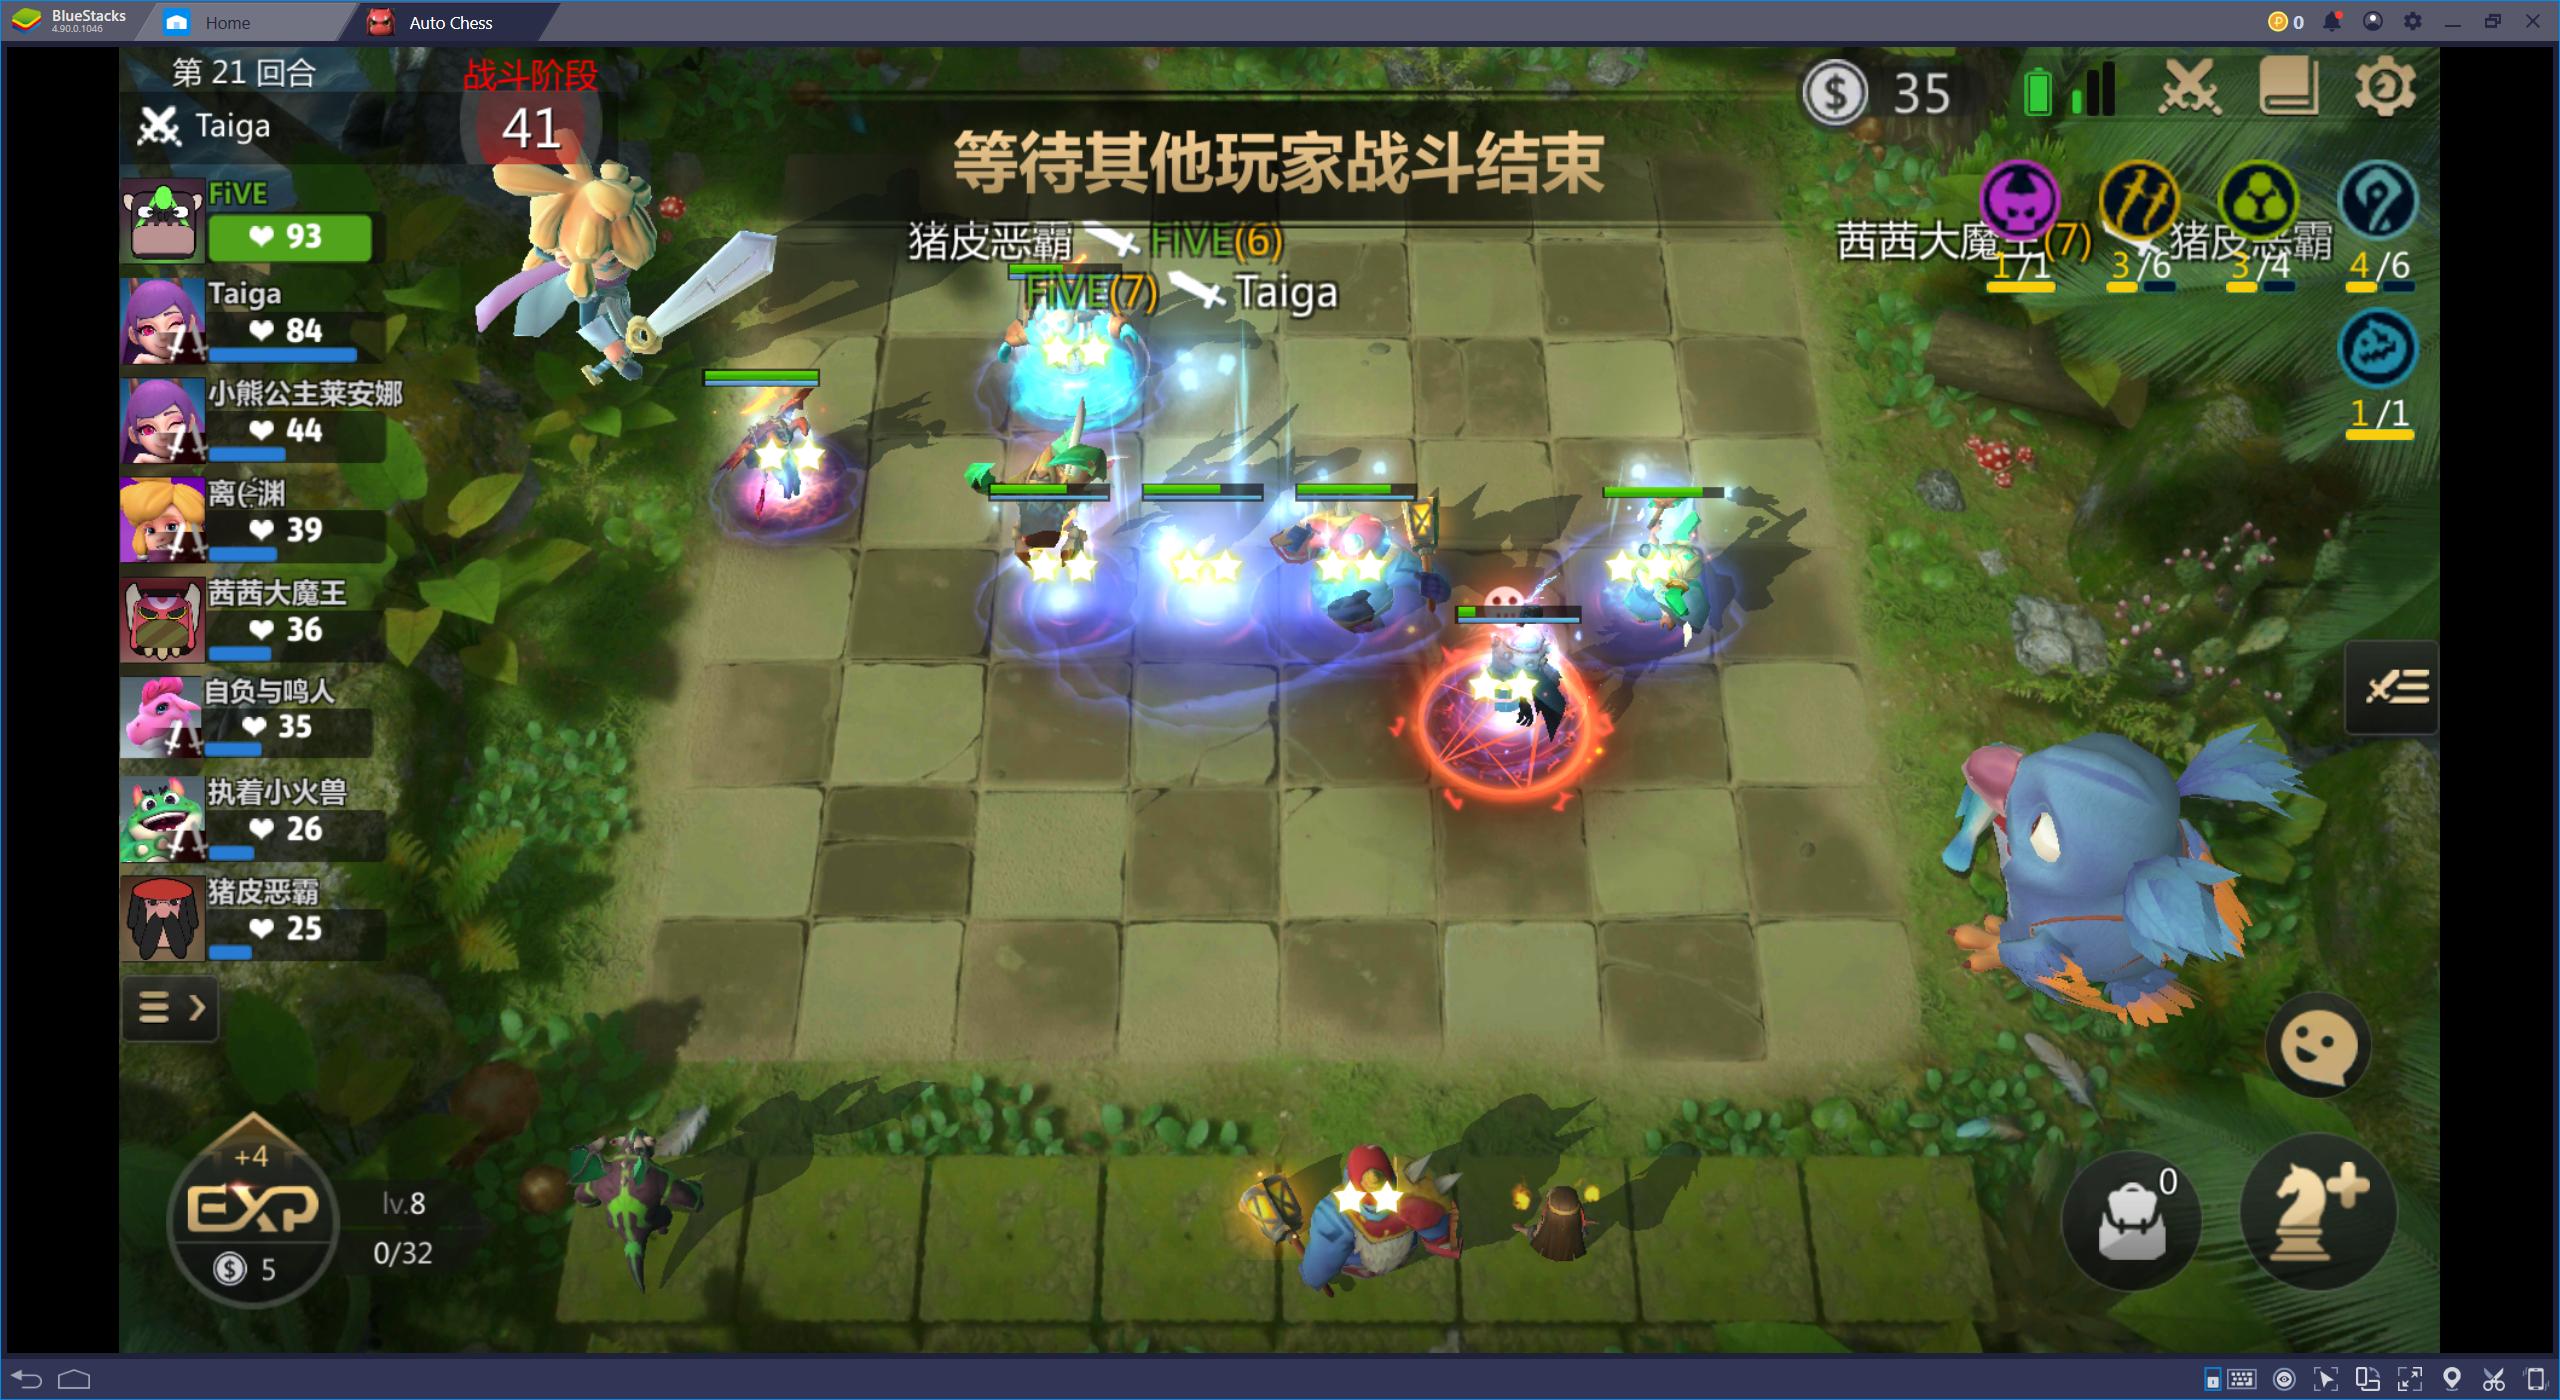 BlueStacks
4.90.0.1046
Home
Auto Chess
0
第 21 回合
战斗阶段
Taiga
41
35
等待其他玩家战斗结束
猪皮恶霸 FiVE(6)
FiVE(7) Taiga
茜茜大魔王(7) 猪皮恶霸
1/1
3/6
3/4
4/6
1/1
FiVE
93
Taiga
84
小熊公主莱安娜
44
39
茜茜大魔王
36
自负与鸣人
35
执着小火兽
26
猪皮恶霸
25
+4
EXP
5
lv.8
0/32
0